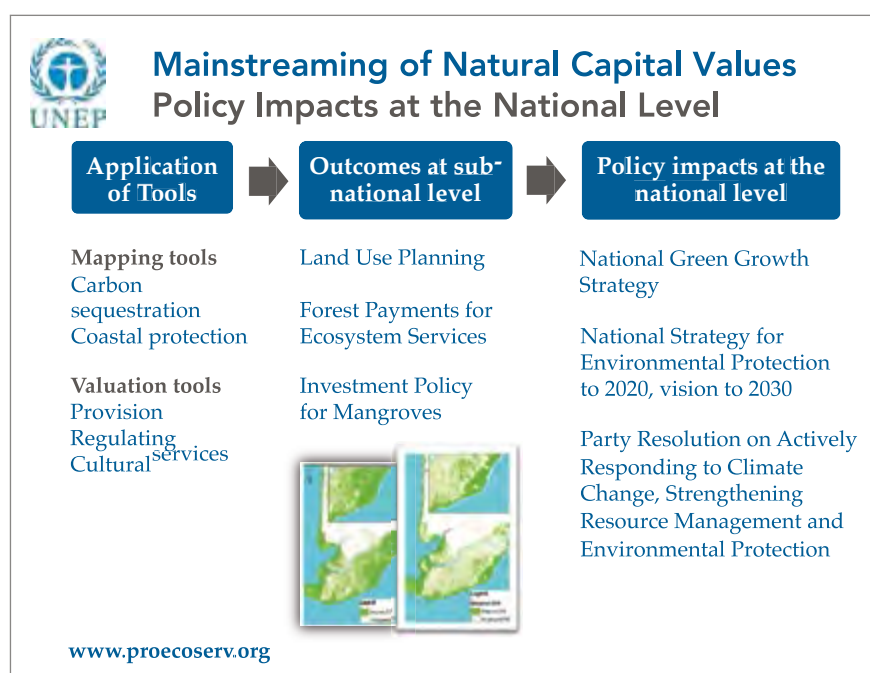 UNEP
Mainstreaming of Natural Capital Values
Policy Impacts at the National Level
Application
of Tools
Outcomes at sub-
national level
Policy impacts at the
national level
Mapping tools
Carbon
sequestration
Coastal protection
Valuation tools
Provision
Regulating
Cultural services
Land Use Planning
Forest Payments for
Ecosystem Services
Investment Policy
for Mangroves
National Green Growth
Strategy
National Strategy for
Environmental Protection
to 2020, vision to 2030
Party Resolution on Actively
Responding to Climate
Change, Strengthening
Resource Management and
Environmental Protection
www.proecoserv.org